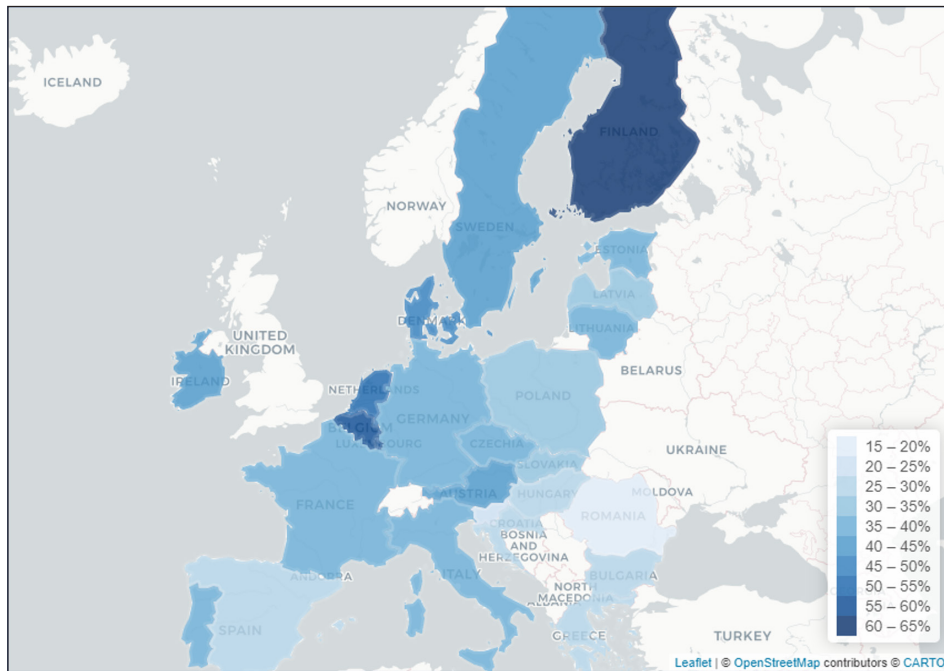 ICELAND
FINLAND
NORWAY
SWEDEN
ESTONIA
LATVIA
DENMARK
LITHUANIA
UNITED
KINGDOM
BELARUS
IRELAND
NETHERLANDS
POLAND
GERMANY
BELGIUM
LUXEMBOURG
CZECHIA
UKRAINE
SLOVAKIA
AUSTRIA
HUNGARY
MOLDOVA
FRANCE
ROMANIA
CROATIA
BOSNIA
AND
HERZEGOVINA
ANDORRA
ITALY
BULGARIA
NORTH
MACEDONIA
ALBANIA
SPAIN
GREECE
TURKEY
15 – 20%
20 – 25%
25 – 30%
30 – 35%
35 – 40%
40 – 45%
45 – 50%
50 – 55%
55 – 60%
60 – 65%
Leaflet | © OpenStreetMap contributors © CARTO